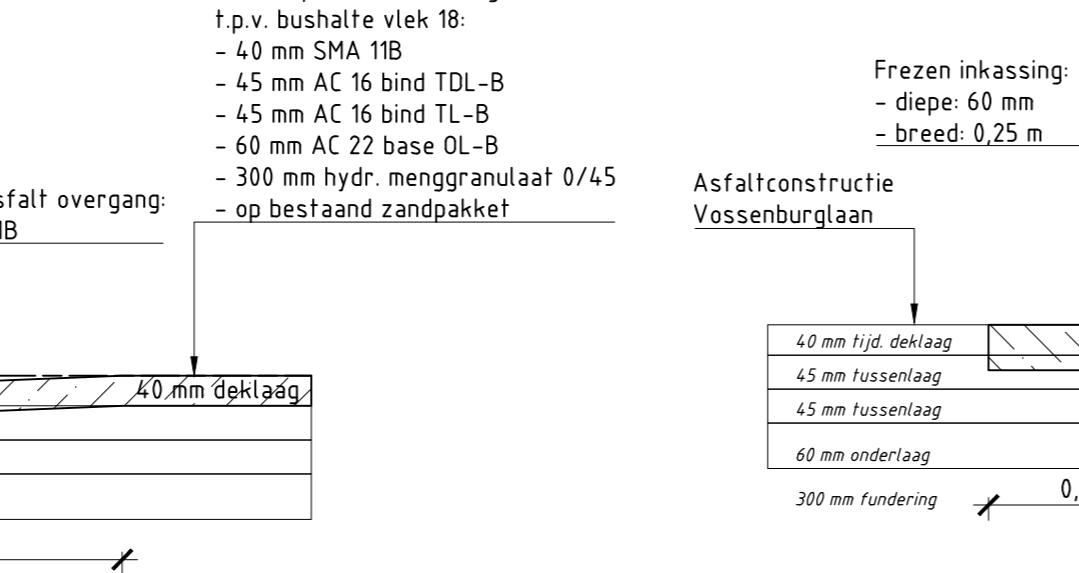 t.p.v. bushalte vlek 18:
- 40 mm SMA 11B
- 45 mm AC 16 bind TDL-B
- 45 mm AC 16 bind TL-B
- 60 mm AC 22 base OL-B
- 300 mm hydr. menggranulaat 0/45
- op bestaand zandpakket
overgang:
40 mm deklaag
Frezen inkassing:
- diepe: 60 mm
- breed: 0,25 m
Asfaltconstructie
Vossenburglaan
40 mm tijd. deklaag
45 mm tussenlaag
45 mm tussenlaag
60 mm onderlaag
300 mm fundering
0,